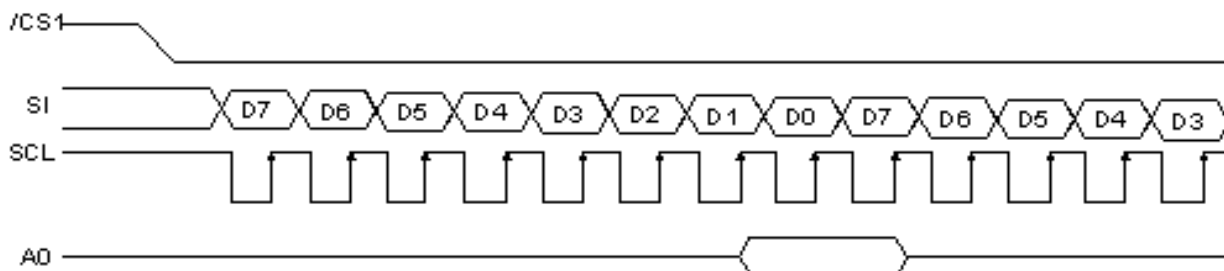 /CS1
SI D7 D6 D5 D4 D3 D2 D1 D0 D7 D6 D5 D4 D3
SCL
A0